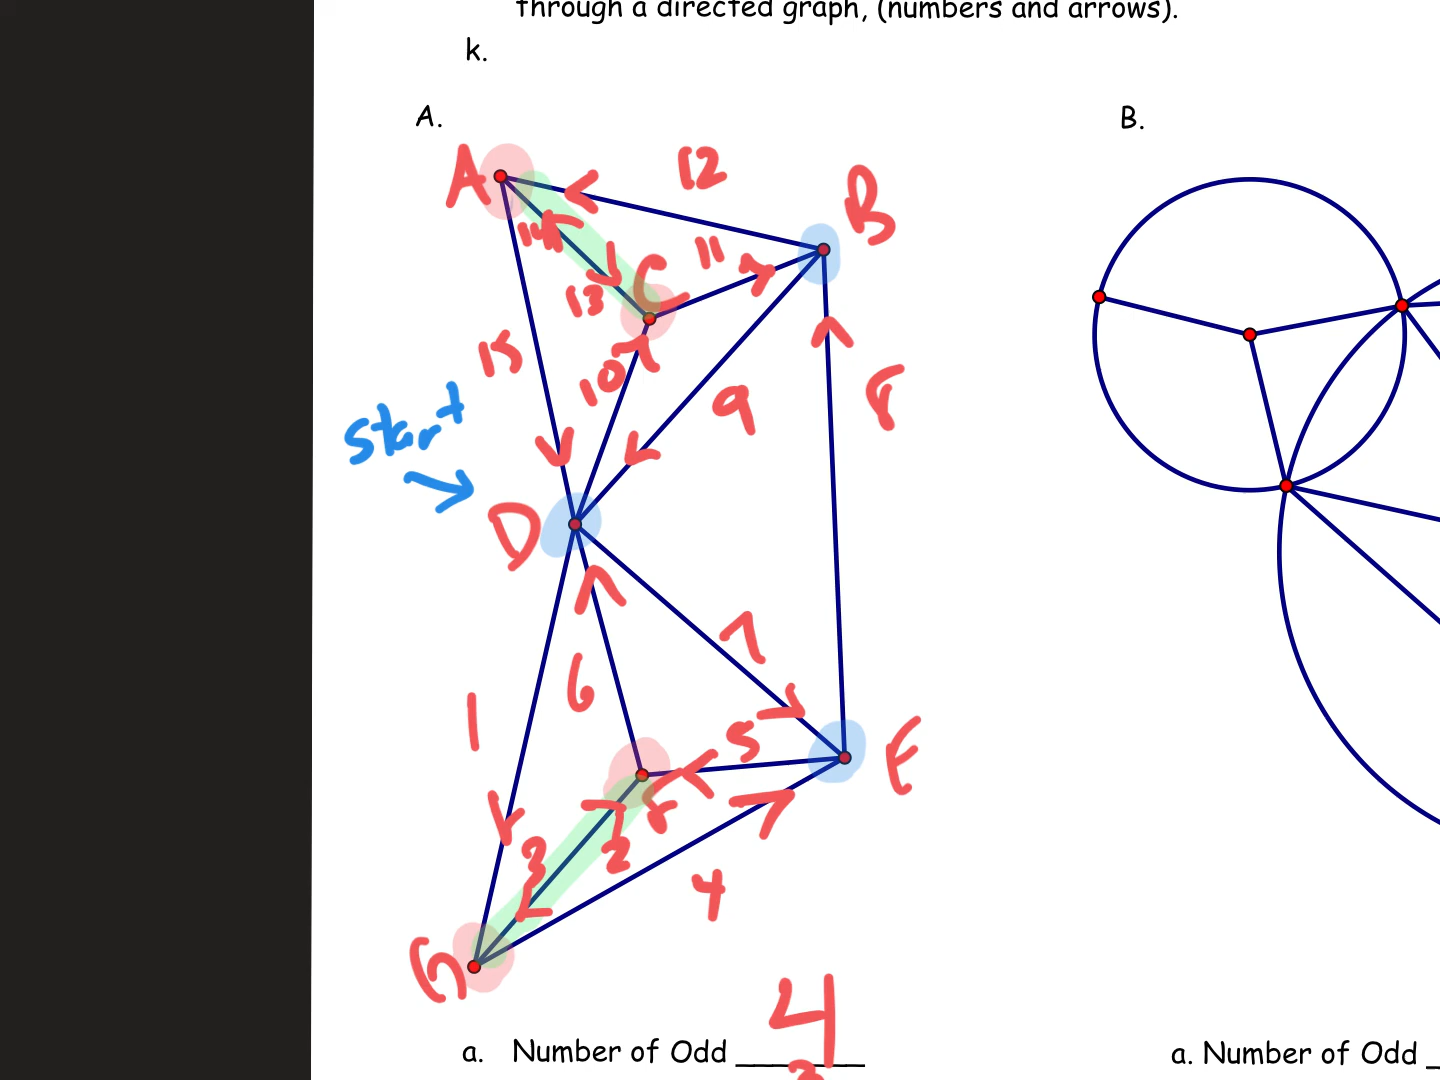 through a directed graph, (numbers and arrows).
k.
A.
B.
A
12
B
14
11
C
13
15
10
9
8
start
D
7
6
1
5
E
F
3
2
4
G
4
a. Number of Odd
a. Number of Odd